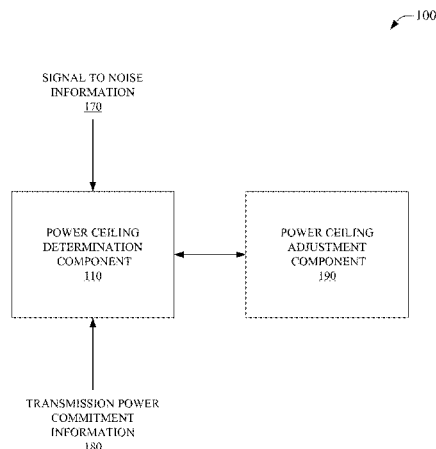 100
SIGNAL TO NOISE
INFORMATION
170
POWER CEILING
DETERMINATION
COMPONENT
110
POWER CEILING
ADJUSTMENT
COMPONENT
190
TRANSMISSION POWER
COMMITMENT
INFORMATION
180